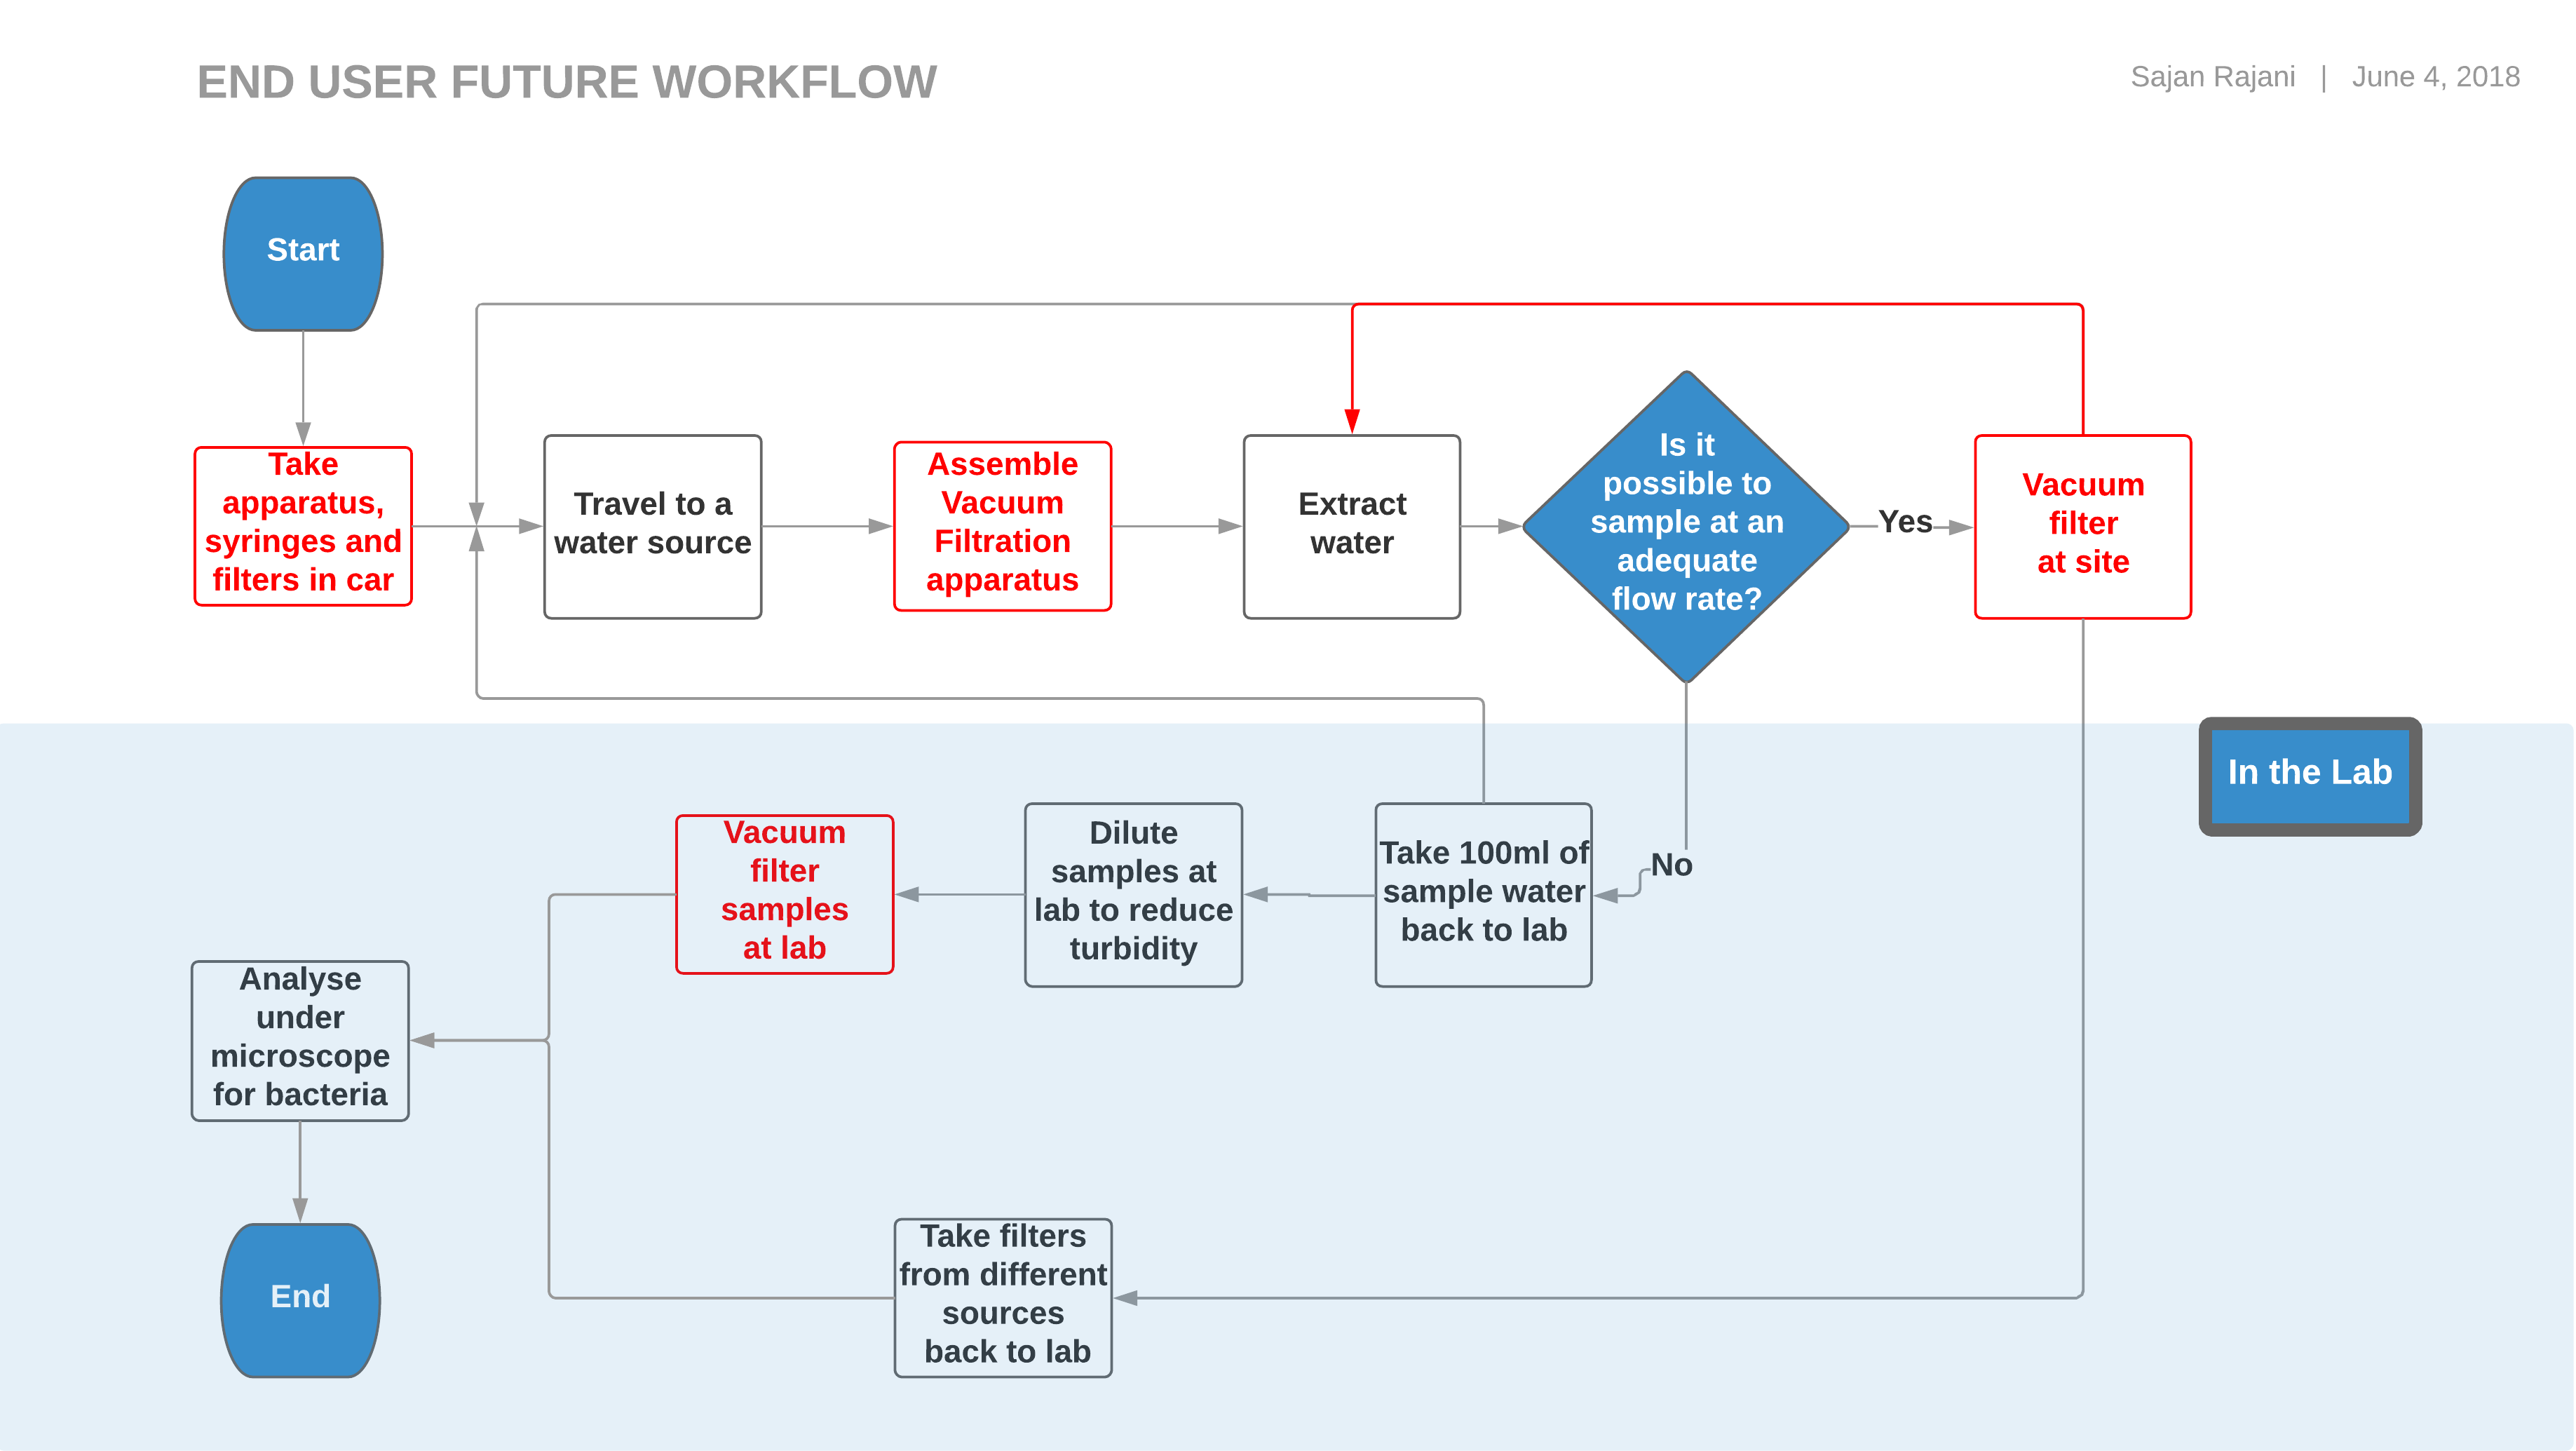 END USER FUTURE WORKFLOW
Sajan Rajani | June 4, 2018
Start
Take
apparatus,
syringes and
filters in car
Travel to a
water source
Assemble
Vacuum
Filtration
apparatus
Extract
water
Is it
possible to
sample at an
adequate
flow rate?
Yes
Vacuum
filter
at site
In the Lab
No
Take 100ml of
sample water
back to lab
Dilute
samples at
lab to reduce
turbidity
Vacuum
filter
samples
at lab
Analyse
under
microscope
for bacteria
Take filters
from different
sources
back to lab
End